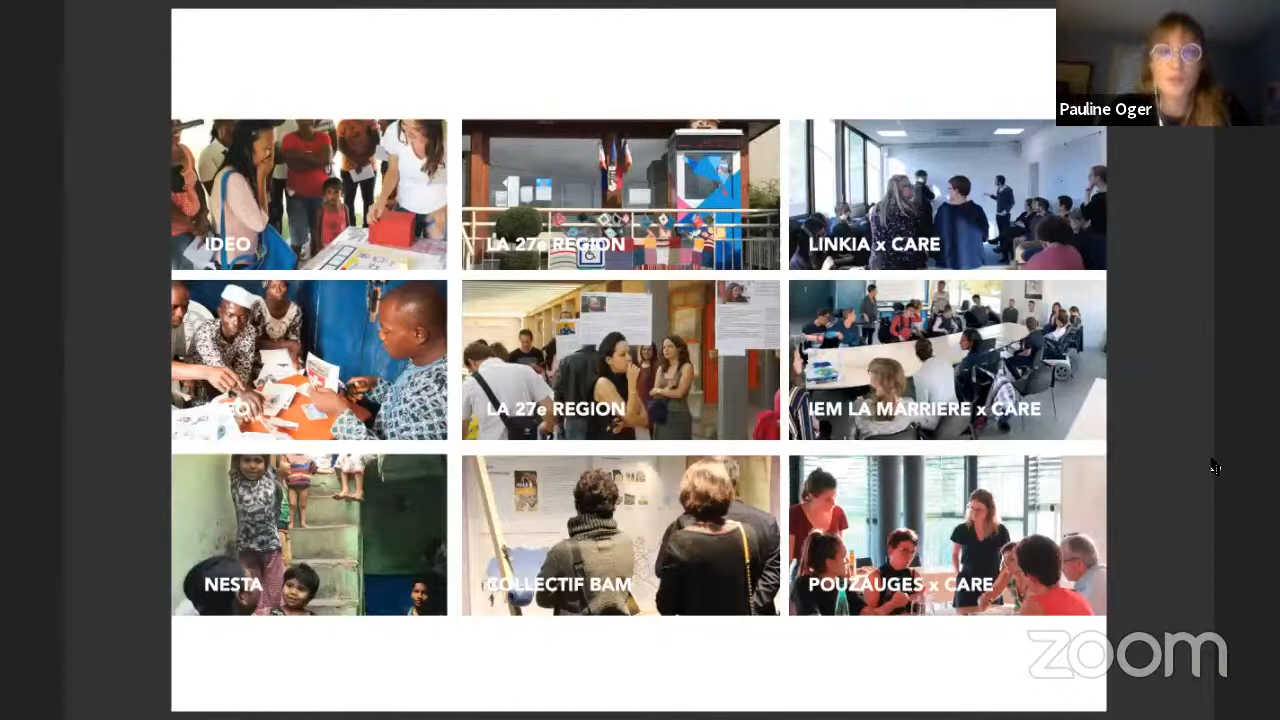 Pauline Oger
IDEO
LA 27e REGION
LINKIA x CARE
IDEO
LA 27e REGION
IEM LA MARRIERE x CARE
NESTA
COLLECTIF BAM
POUZAUGES x CARE
zoom